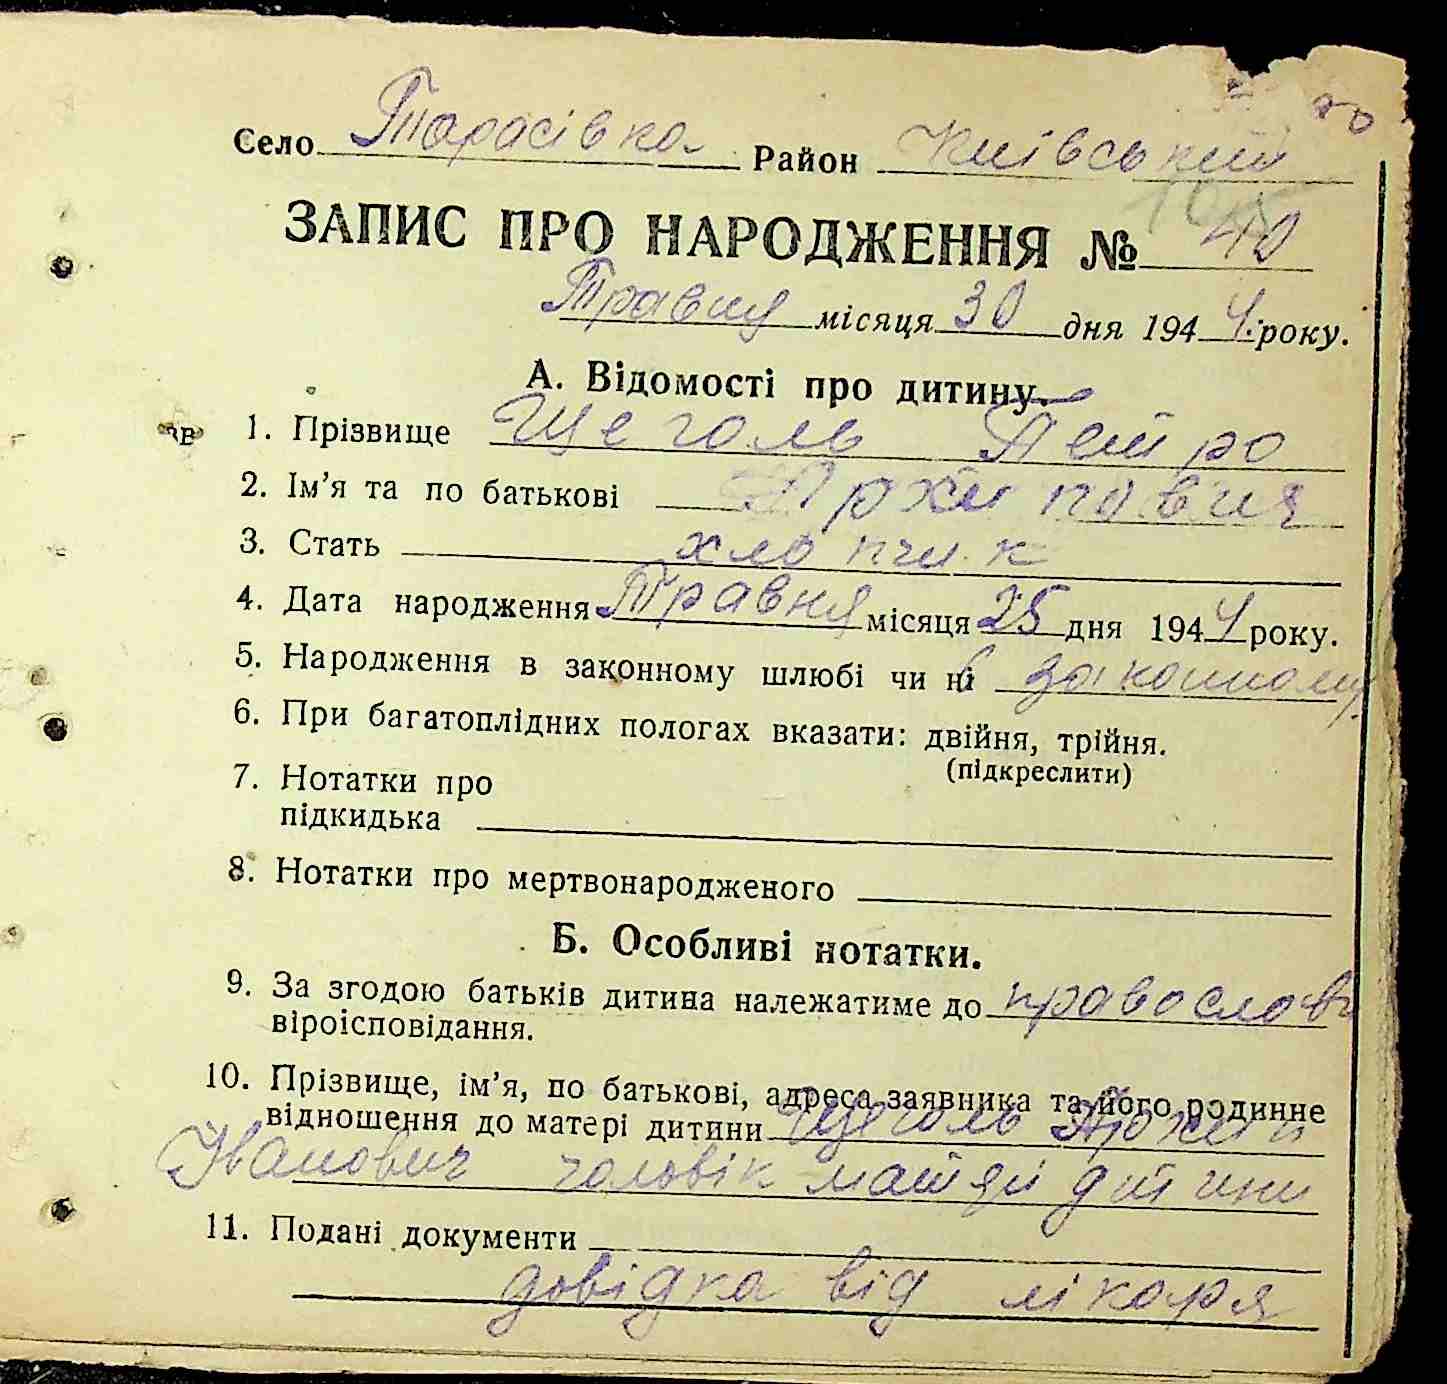 Село Тарасівка Район Київський
ЗАПИС ПРО НАРОДЖЕННЯ № 40
Травня місяця 30 дня 194 4. року.
А. Відомості про дитину.
1. Прізвище Щеголь Петро
2. Ім’я та по батькові Архипович
3. Стать хлопчик
4. Дата народження Травня місяця 25 дня 194 4 року.
5. Народження в законному шлюбі чи ні в законному
6. При багатоплідних пологах вказати: двійня, трійня.
(підкреслити)
7. Нотатки про
підкидька
8. Нотатки про мертвонародженого
Б. Особливі нотатки.
9. За згодою батьків дитина належатиме до православ
віроісповідання.
10. Прізвище, ім’я, по батькові, адреса заявника та його родинне
відношення до матері дитини Щеголь Архип
Іванович чоловік матері дитини
11. Подані документи
довідка від лікаря